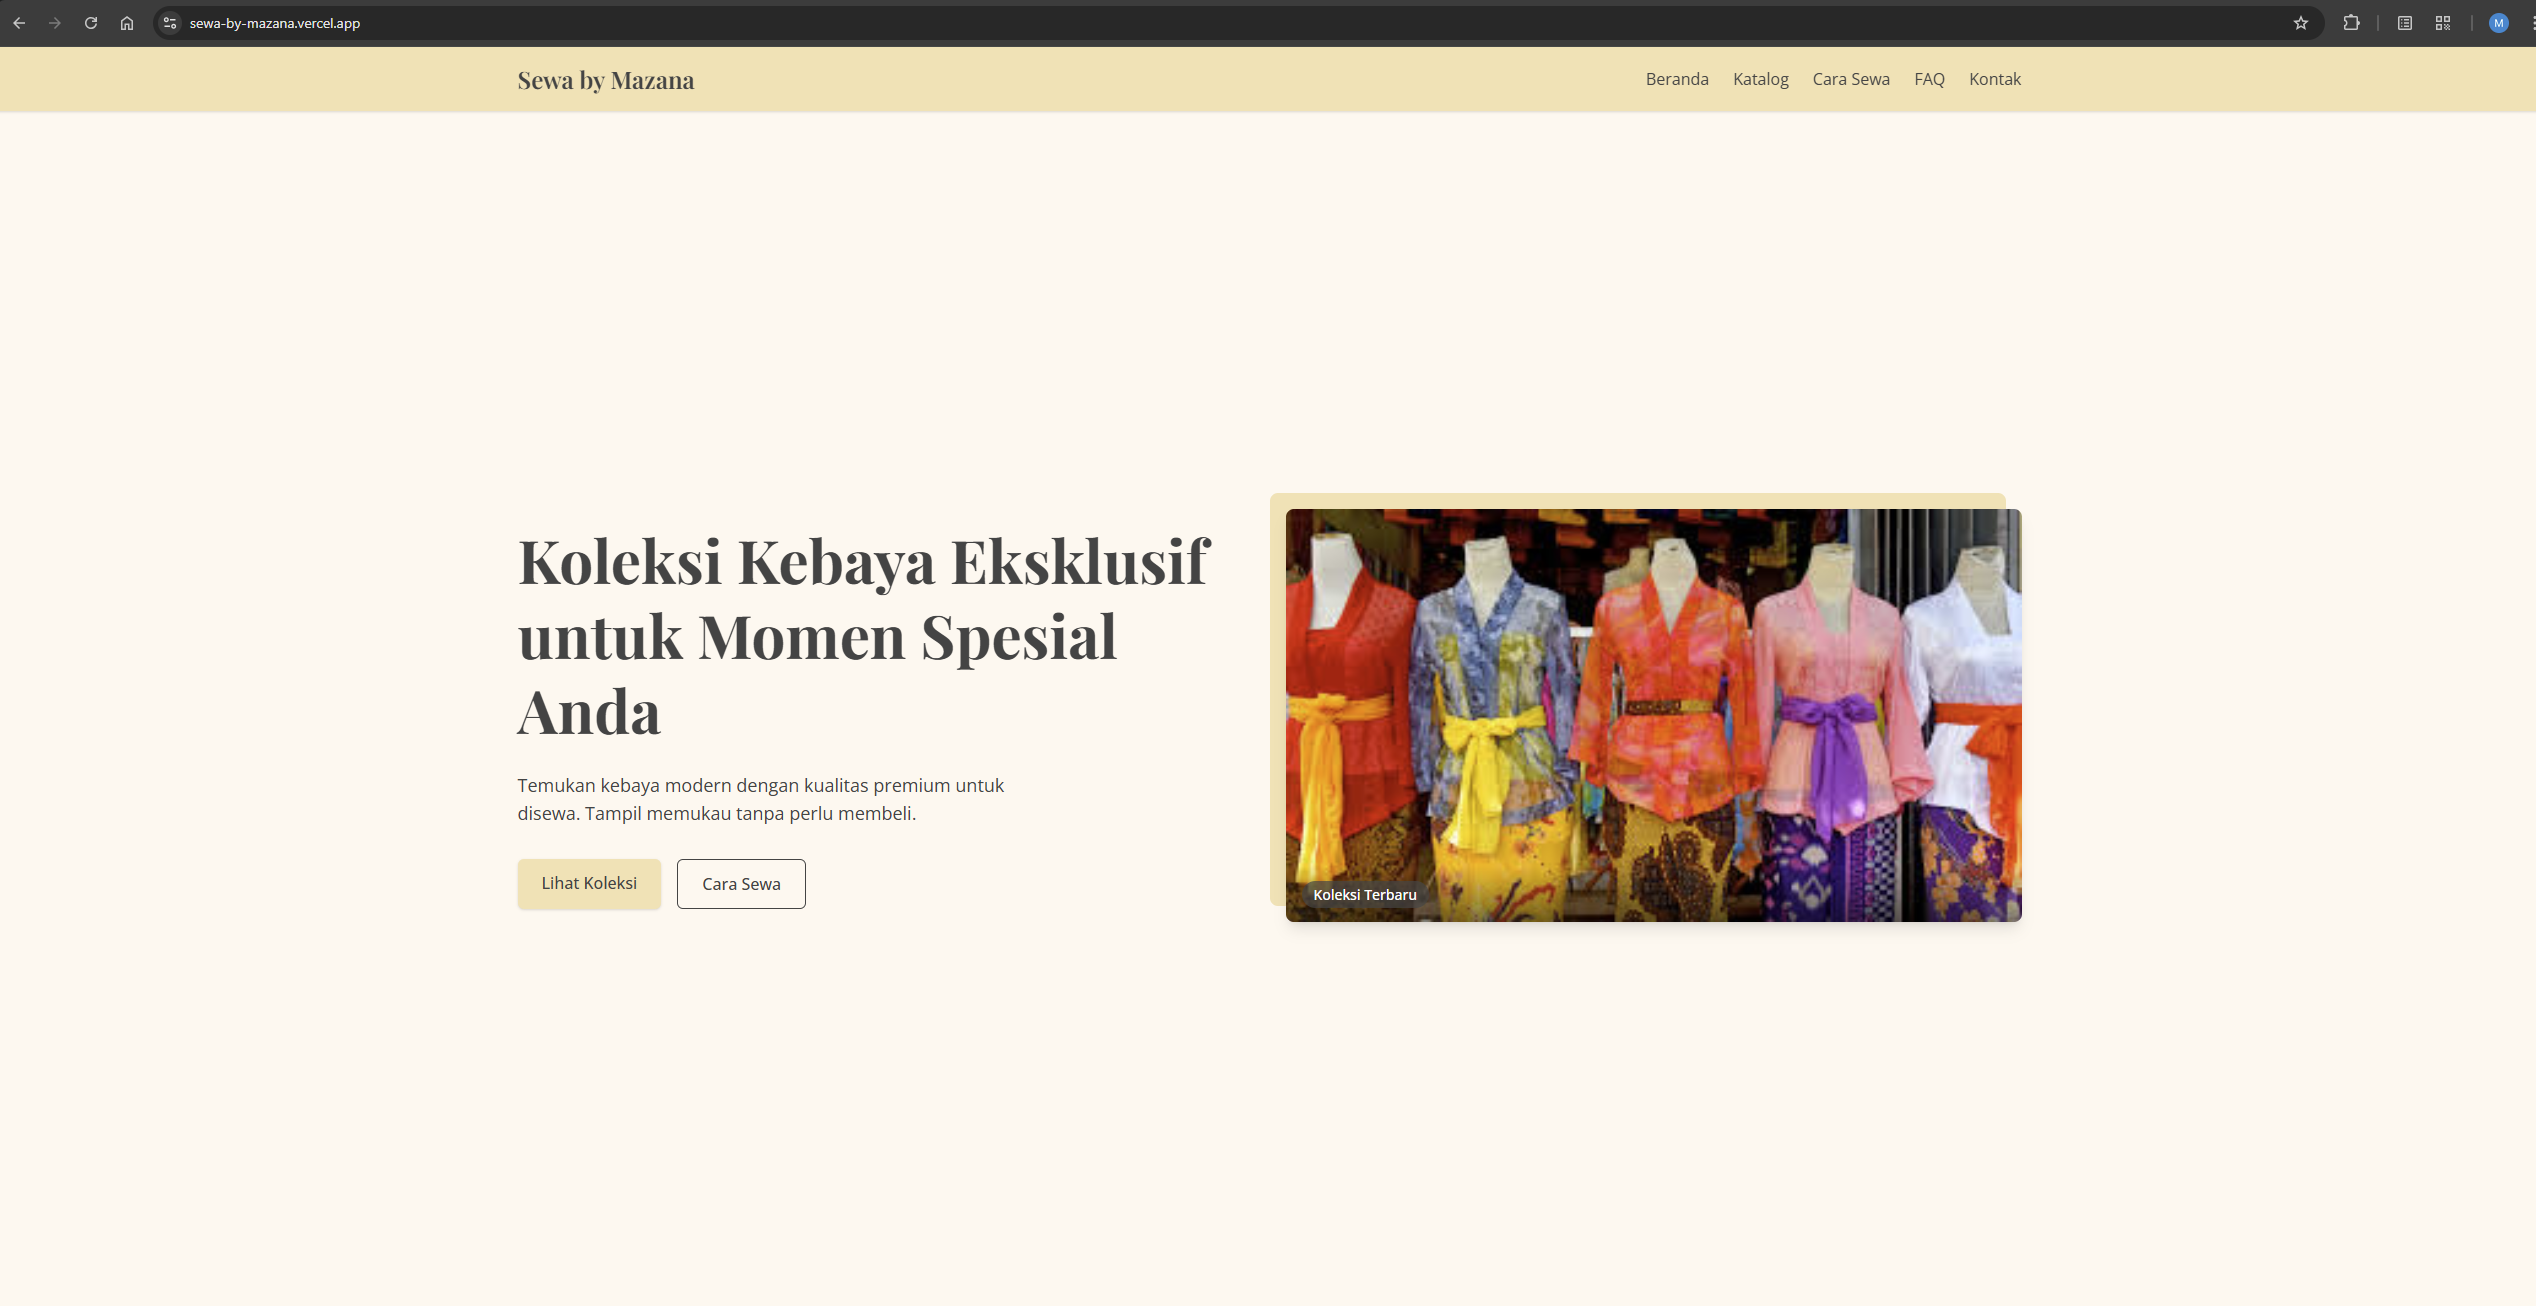 sewa-by-mazana.vercel.app
M
Sewa by Mazana
Beranda Katalog Cara Sewa FAQ Kontak
Koleksi Kebaya Eksklusif
untuk Momen Spesial
Anda
Temukan kebaya modern dengan kualitas premium untuk
disewa. Tampil memukau tanpa perlu membeli.
Lihat Koleksi Cara Sewa
Koleksi Terbaru